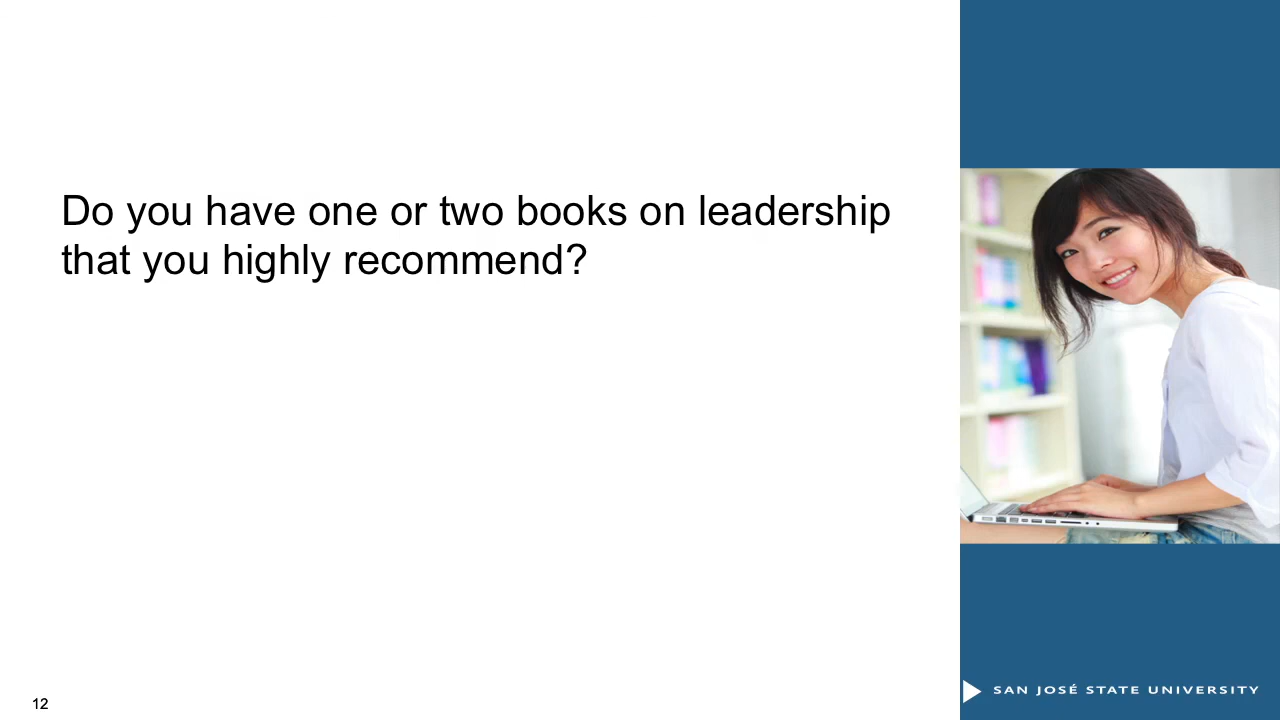 Do you have one or two books on leadership
that you highly recommend?
12
SAN JOSÉ STATE UNIVERSITY